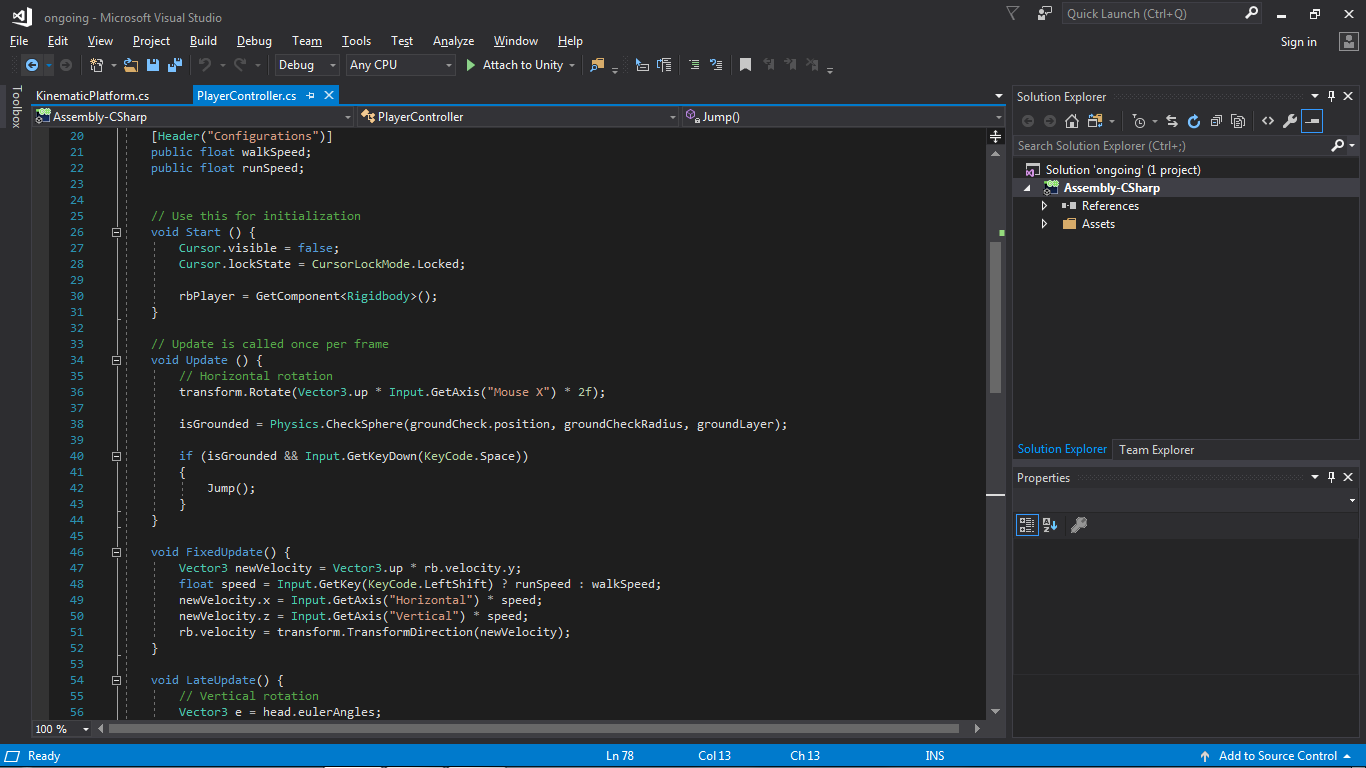 ongoing - Microsoft Visual Studio
Quick Launch (Ctrl+Q)
File Edit View Project Build Debug Team Tools Test Analyze Window Help
Sign in
Debug Any CPU Attach to Unity
Toolbox
KinematicPlatform.cs PlayerController.cs
Assembly-CSharp PlayerController Jump()
20 [Header("Configurations")]
21 public float walkSpeed;
22 public float runSpeed;
23
24
25 // Use this for initialization
26 void Start () {
27 Cursor.visible = false;
28 Cursor.lockState = CursorLockMode.Locked;
29
30 rbPlayer = GetComponent<Rigidbody>();
31 }
32
33 // Update is called once per frame
34 void Update () {
35 // Horizontal rotation
36 transform.Rotate(Vector3.up * Input.GetAxis("Mouse X") * 2f);
37
38 isGrounded = Physics.CheckSphere(groundCheck.position, groundCheckRadius, groundLayer);
39
40 if (isGrounded && Input.GetKeyDown(KeyCode.Space))
41 {
42 Jump();
43 }
44 }
45
46 void FixedUpdate() {
47 Vector3 newVelocity = Vector3.up * rb.velocity.y;
48 float speed = Input.GetKey(KeyCode.LeftShift) ? runSpeed : walkSpeed;
49 newVelocity.x = Input.GetAxis("Horizontal") * speed;
50 newVelocity.z = Input.GetAxis("Vertical") * speed;
51 rb.velocity = transform.TransformDirection(newVelocity);
52 }
53
54 void LateUpdate() {
55 // Vertical rotation
56 Vector3 e = head.eulerAngles;
100 %
Solution Explorer
Search Solution Explorer (Ctrl+;)
Solution 'ongoing' (1 project)
Assembly-CSharp
References
Assets
Solution Explorer Team Explorer
Properties
Ready Ln 78 Col 13 Ch 13 INS Add to Source Control